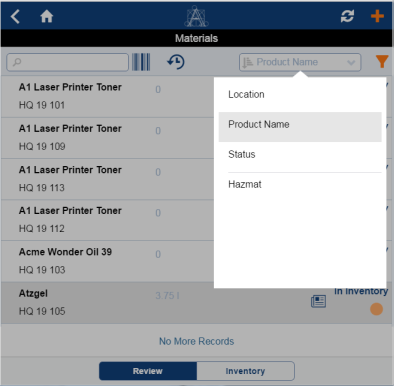 Materials
Product Name
A1 Laser Printer Toner
0
HQ 19 101
A1 Laser Printer Toner
0
HQ 19 109
A1 Laser Printer Toner
0
HQ 19 113
A1 Laser Printer Toner
0
HQ 19 112
Acme Wonder Oil 39
0
HQ 19 103
Atzgel
3.75 l
In Inventory
HQ 19 105
Location
Product Name
Status
Hazmat
No More Records
Review
Inventory